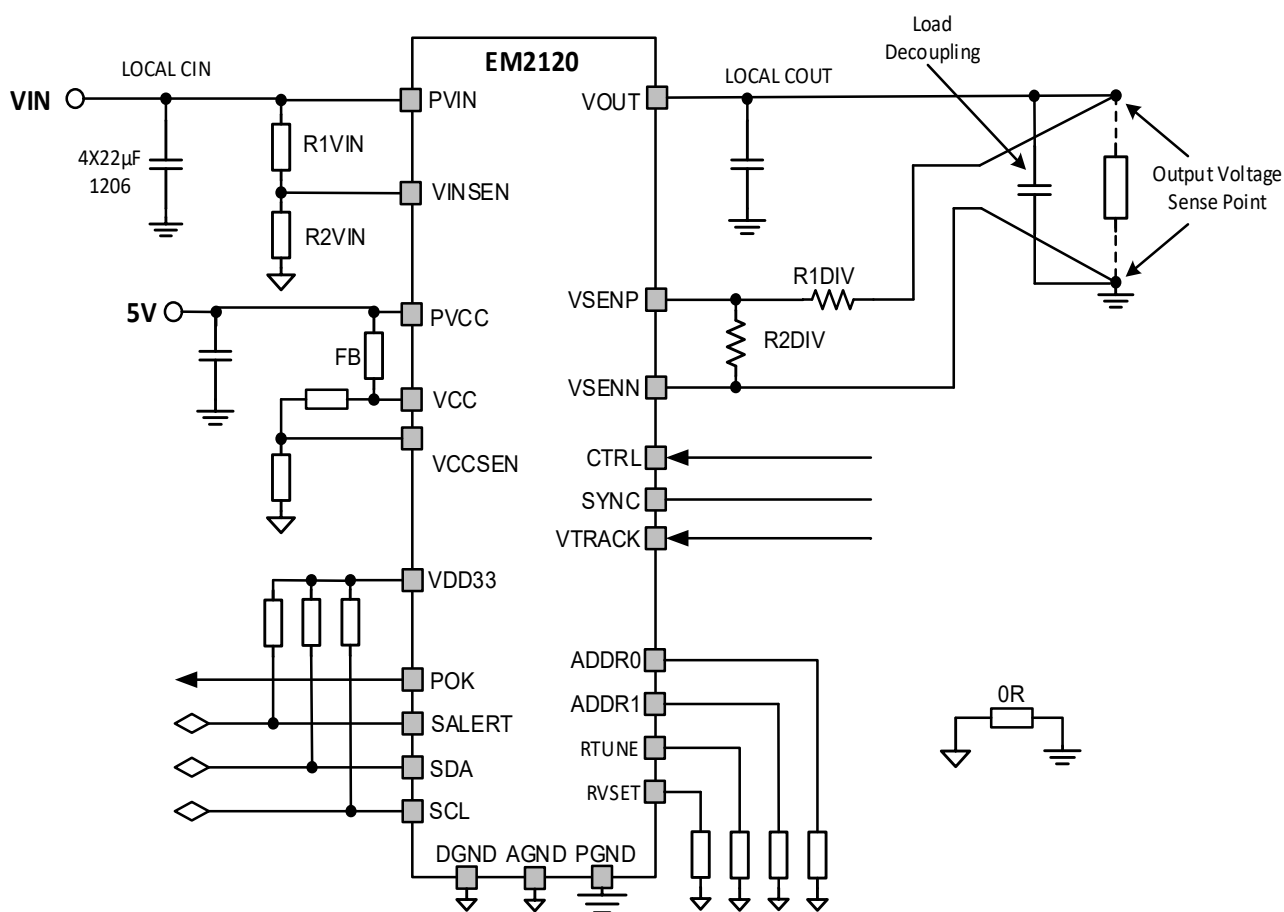 EM2120
LOCAL CIN
VIN
PVIN
4X22µF
1206
R1VIN
VINSEN
R2VIN
5V
PVCC
FB
VCC
VCCSEN
VDD33
POK
SALERT
SDA
SCL
DGND
AGND
PGND
VOUT
LOCAL COUT
Load
Decoupling
Output Voltage
Sense Point
VSENP
R1DIV
R2DIV
VSENN
CTRL
SYNC
VTRACK
ADDR0
ADDR1
RTUNE
RVSET
0R